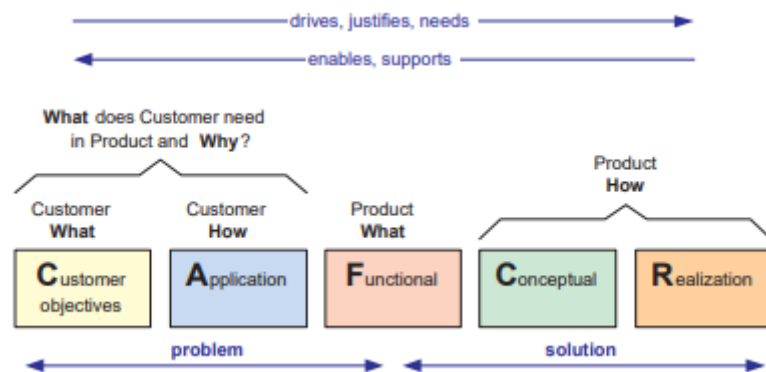 drives, justifies, needs
enables, supports
What does Customer need
in Product and Why?
Product
How
Customer
What
Customer
How
Product
What
Customer
objectives
Application
Functional
Conceptual
Realization
problem
solution